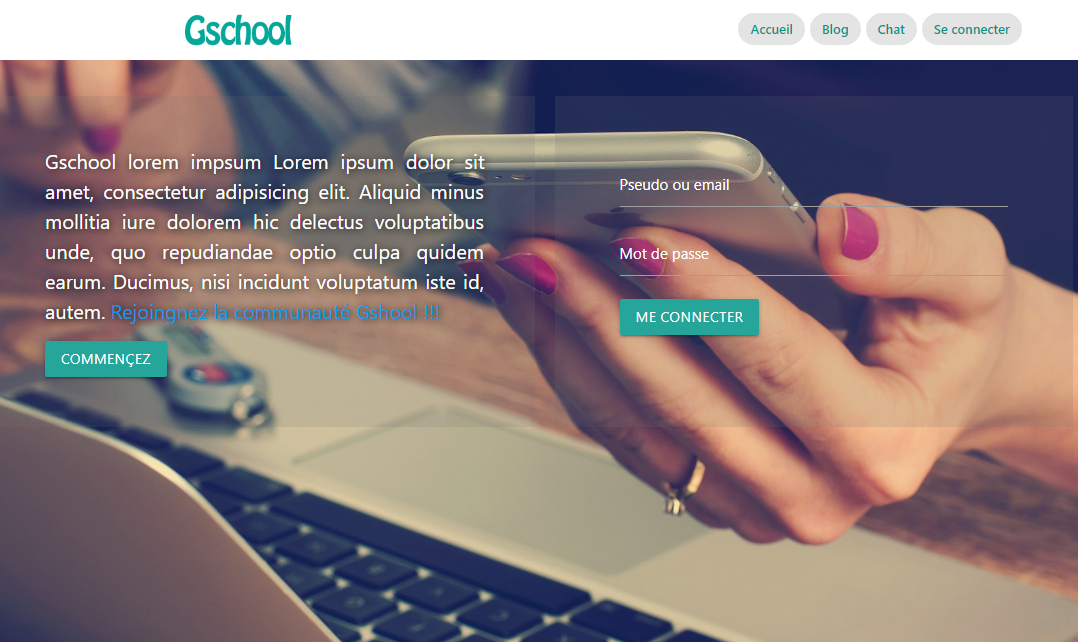 Gschool
Accueil
Blog
Chat
Se connecter
Gschool lorem impsum Lorem ipsum dolor sit
amet, consectetur adipisicing elit. Aliquid minus
mollitia iure dolorem hic delectus voluptatibus
unde, quo repudiandae optio culpa quidem
earum. Ducimus, nisi incidunt voluptatum iste id,
autem. Rejoingnez la communauté Gshool !!!
COMMENÇEZ
Pseudo ou email
Mot de passe
ME CONNECTER